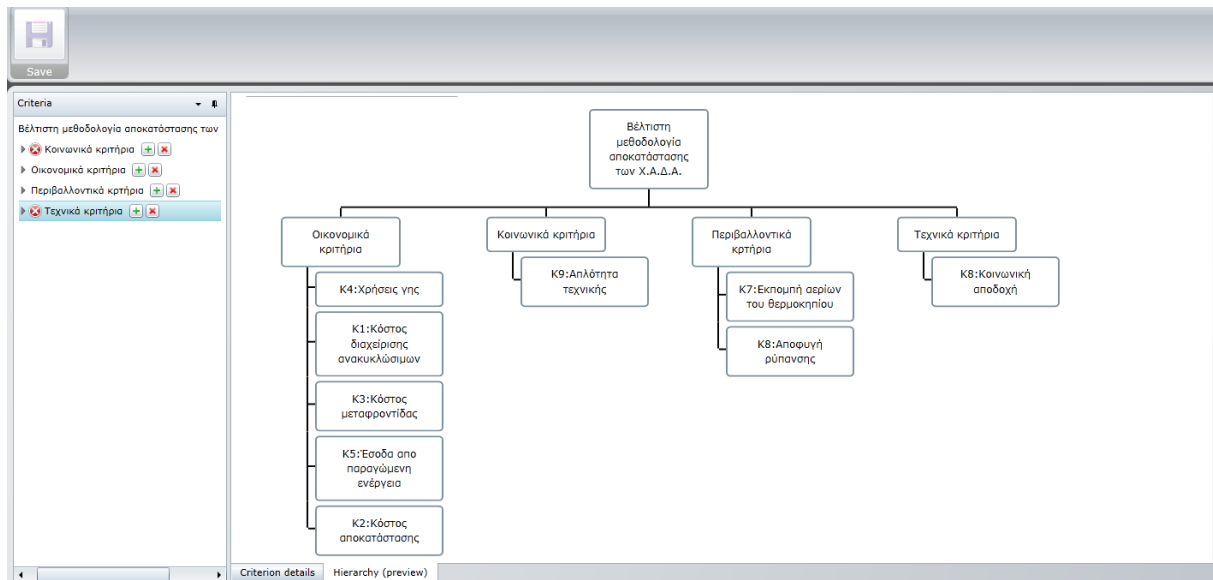 Save
Criteria
Βέλτιστη μεθοδολογία αποκατάστασης των
Κοινωνικά κριτήρια
Οικονομικά κριτήρια
Περιβαλλοντικά κρτήρια
Τεχνικά κριτήρια
Βέλτιστη
μεθοδολογία
αποκατάστασης
των Χ.Α.Δ.Α.
Οικονομικά
κριτήρια
Κ4:Χρήσεις γης
Κ1:Κόστος
διαχείρισης
ανακυκλώσιμων
Κ3:Κόστος
μεταφροντίδας
Κ5:Έσοδα απο
παραγώμενη
ενέργεια
Κ2:Κόστος
αποκατάστασης
Κοινωνικά κριτήρια
Κ9:Απλότητα
τεχνικής
Περιβαλλοντικά
κρτήρια
Κ7:Εκπομπή αερίων
του θερμοκηπίου
Κ8:Αποφυγή
ρύπανσης
Τεχνικά κριτήρια
Κ8:Κοινωνική
αποδοχή
Criterion details
Hierarchy (preview)